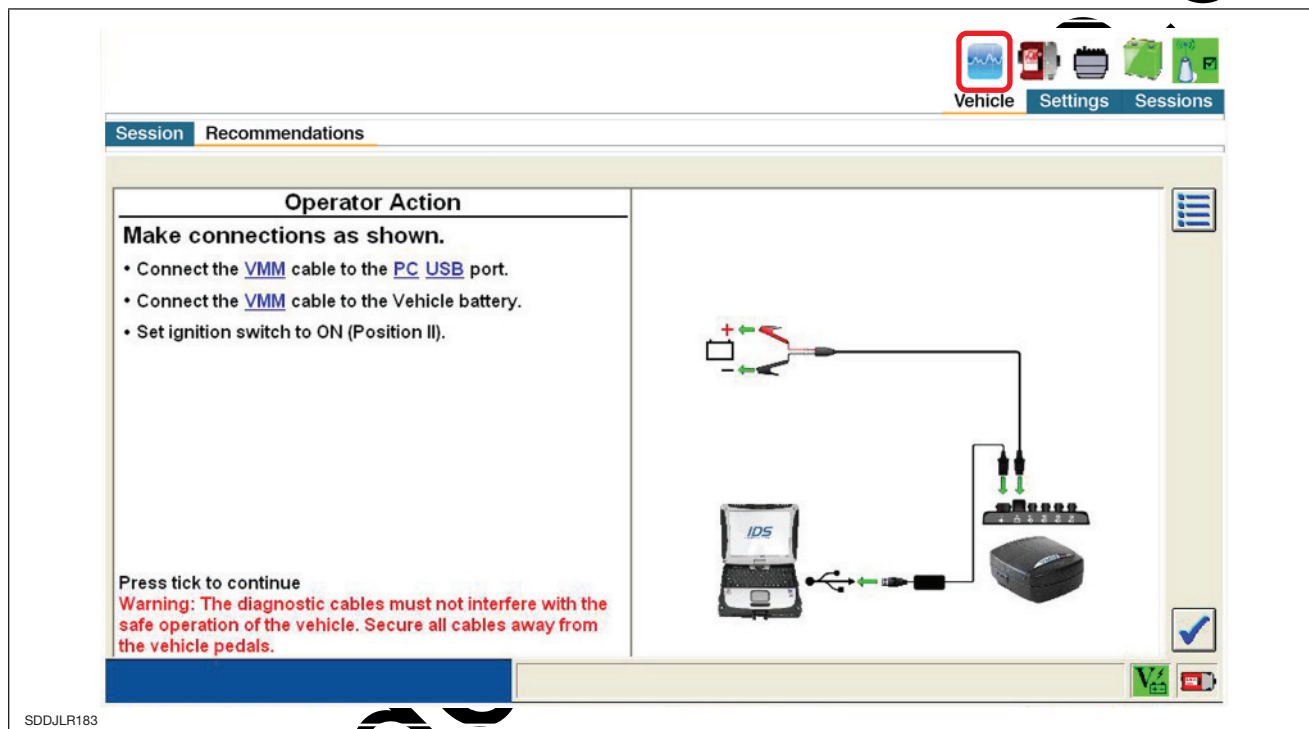 Vehicle Settings Sessions
Session Recommendations
Operator Action
Make connections as shown.
• Connect the VMM cable to the PC USB port.
• Connect the VMM cable to the Vehicle battery.
• Set ignition switch to ON (Position II).
+
−
IDS
Press tick to continue
Warning: The diagnostic cables must not interfere with the
safe operation of the vehicle. Secure all cables away from
the vehicle pedals.
SDDJLR183